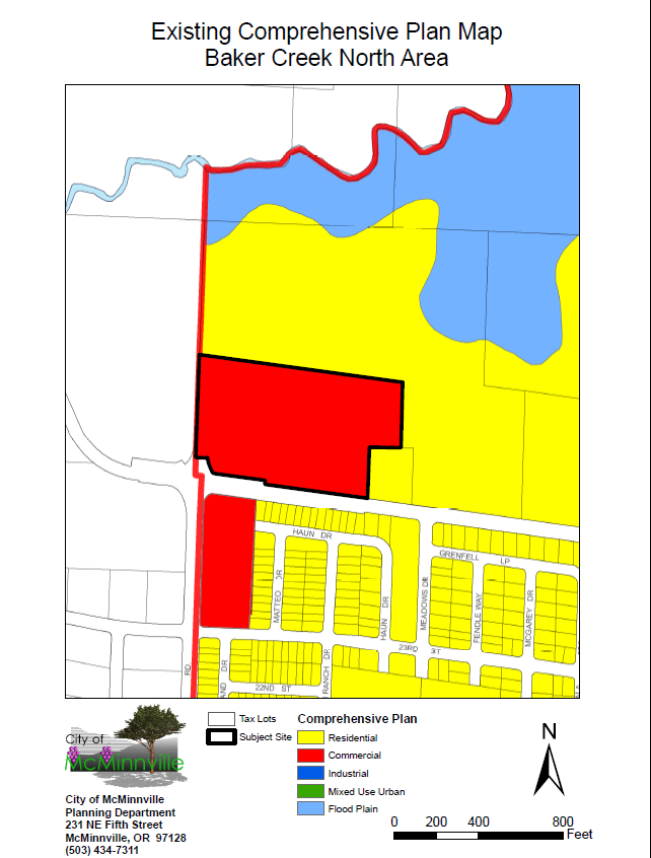 Existing Comprehensive Plan Map
Baker Creek North Area
HAUN DR
GRENFELL LP
MATTEO DR
HAUN DR
MEADOWS DR
FENDLE WAY
MCGAREY DR
23RD ST
RD
AND DR
RANCH DR
22ND ST
City of
McMinnville
City of McMinnville
Planning Department
231 NE Fifth Street
McMinnville, OR 97128
(503) 434-7311
Tax Lots
Subject Site
Comprehensive Plan
Residential
Commercial
Industrial
Mixed Use Urban
Flood Plain
N
0 200 400 800
Feet